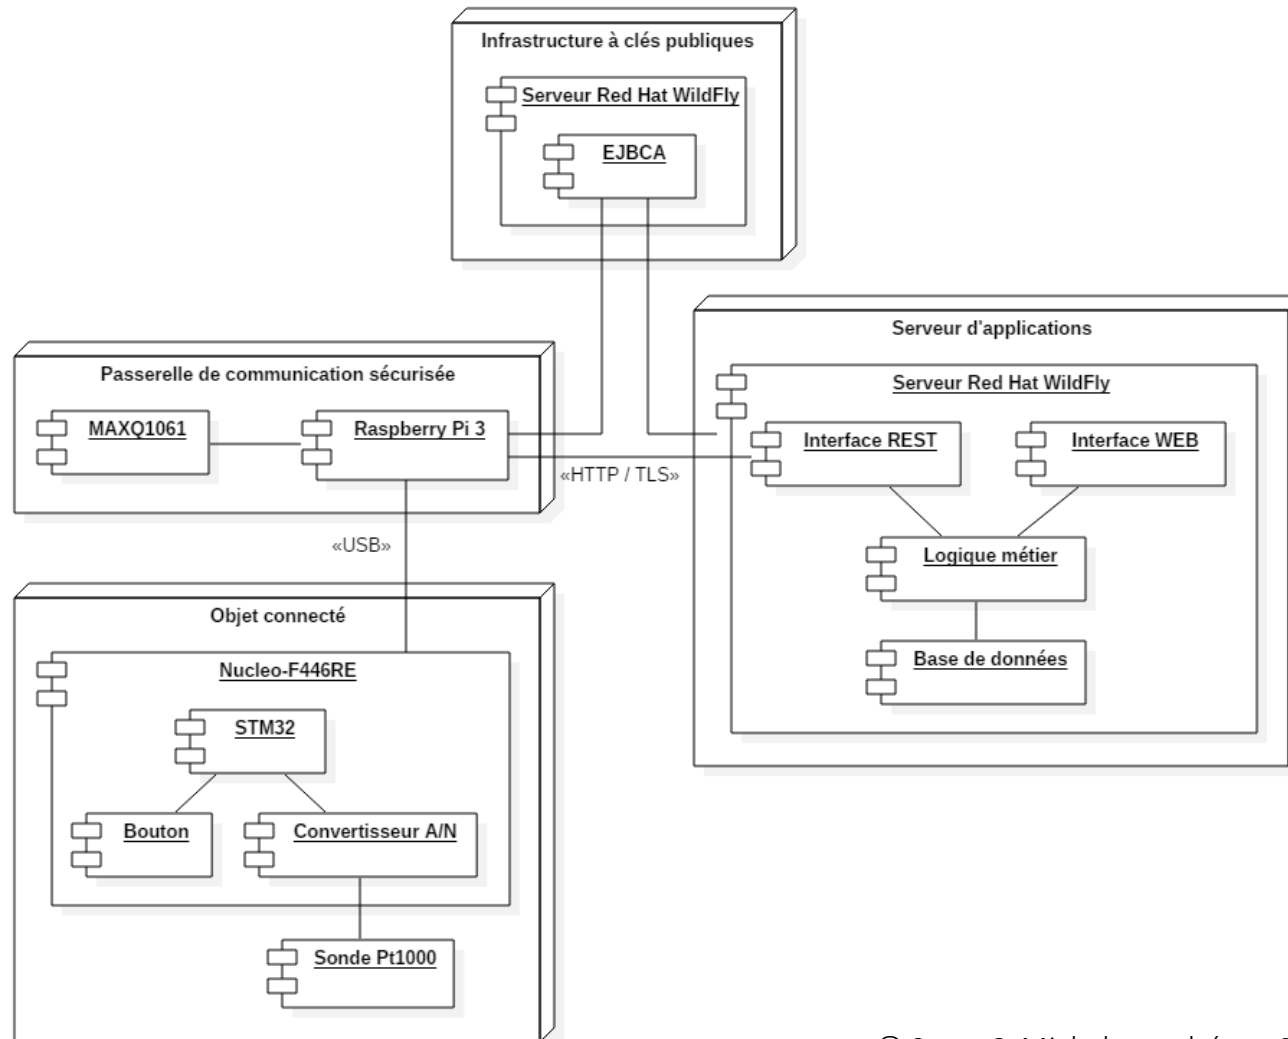 Infrastructure à clés publiques
Serveur Red Hat WildFly
EJBCA
Serveur d'applications
Serveur Red Hat WildFly
Interface REST
Interface WEB
Logique métier
Base de données
Passerelle de communication sécurisée
MAXQ1061
Raspberry Pi 3
«HTTP / TLS»
«USB»
Objet connecté
Nucleo-F446RE
STM32
Bouton
Convertisseur A/N
Sonde Pt1000